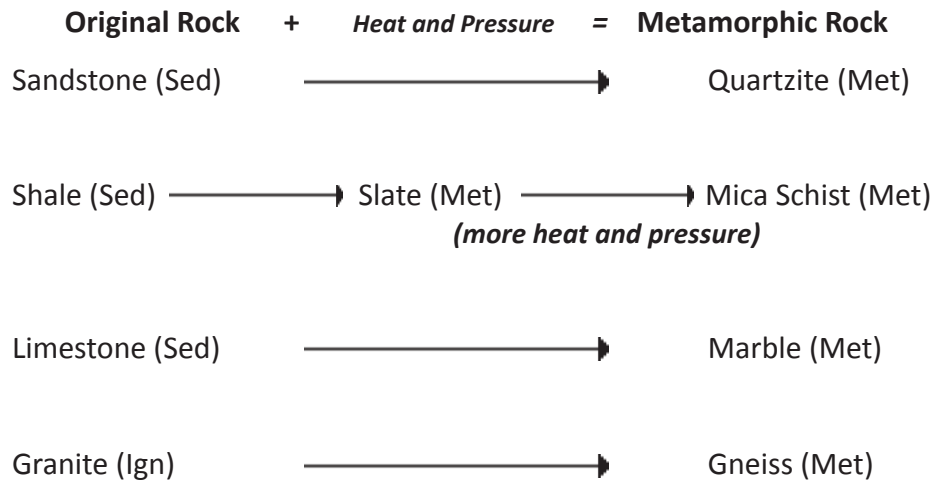 Original Rock + Heat and Pressure = Metamorphic Rock
Sandstone (Sed) Quartzite (Met)
Shale (Sed) Slate (Met) Mica Schist (Met)
(more heat and pressure)
Limestone (Sed) Marble (Met)
Granite (Ign) Gneiss (Met)